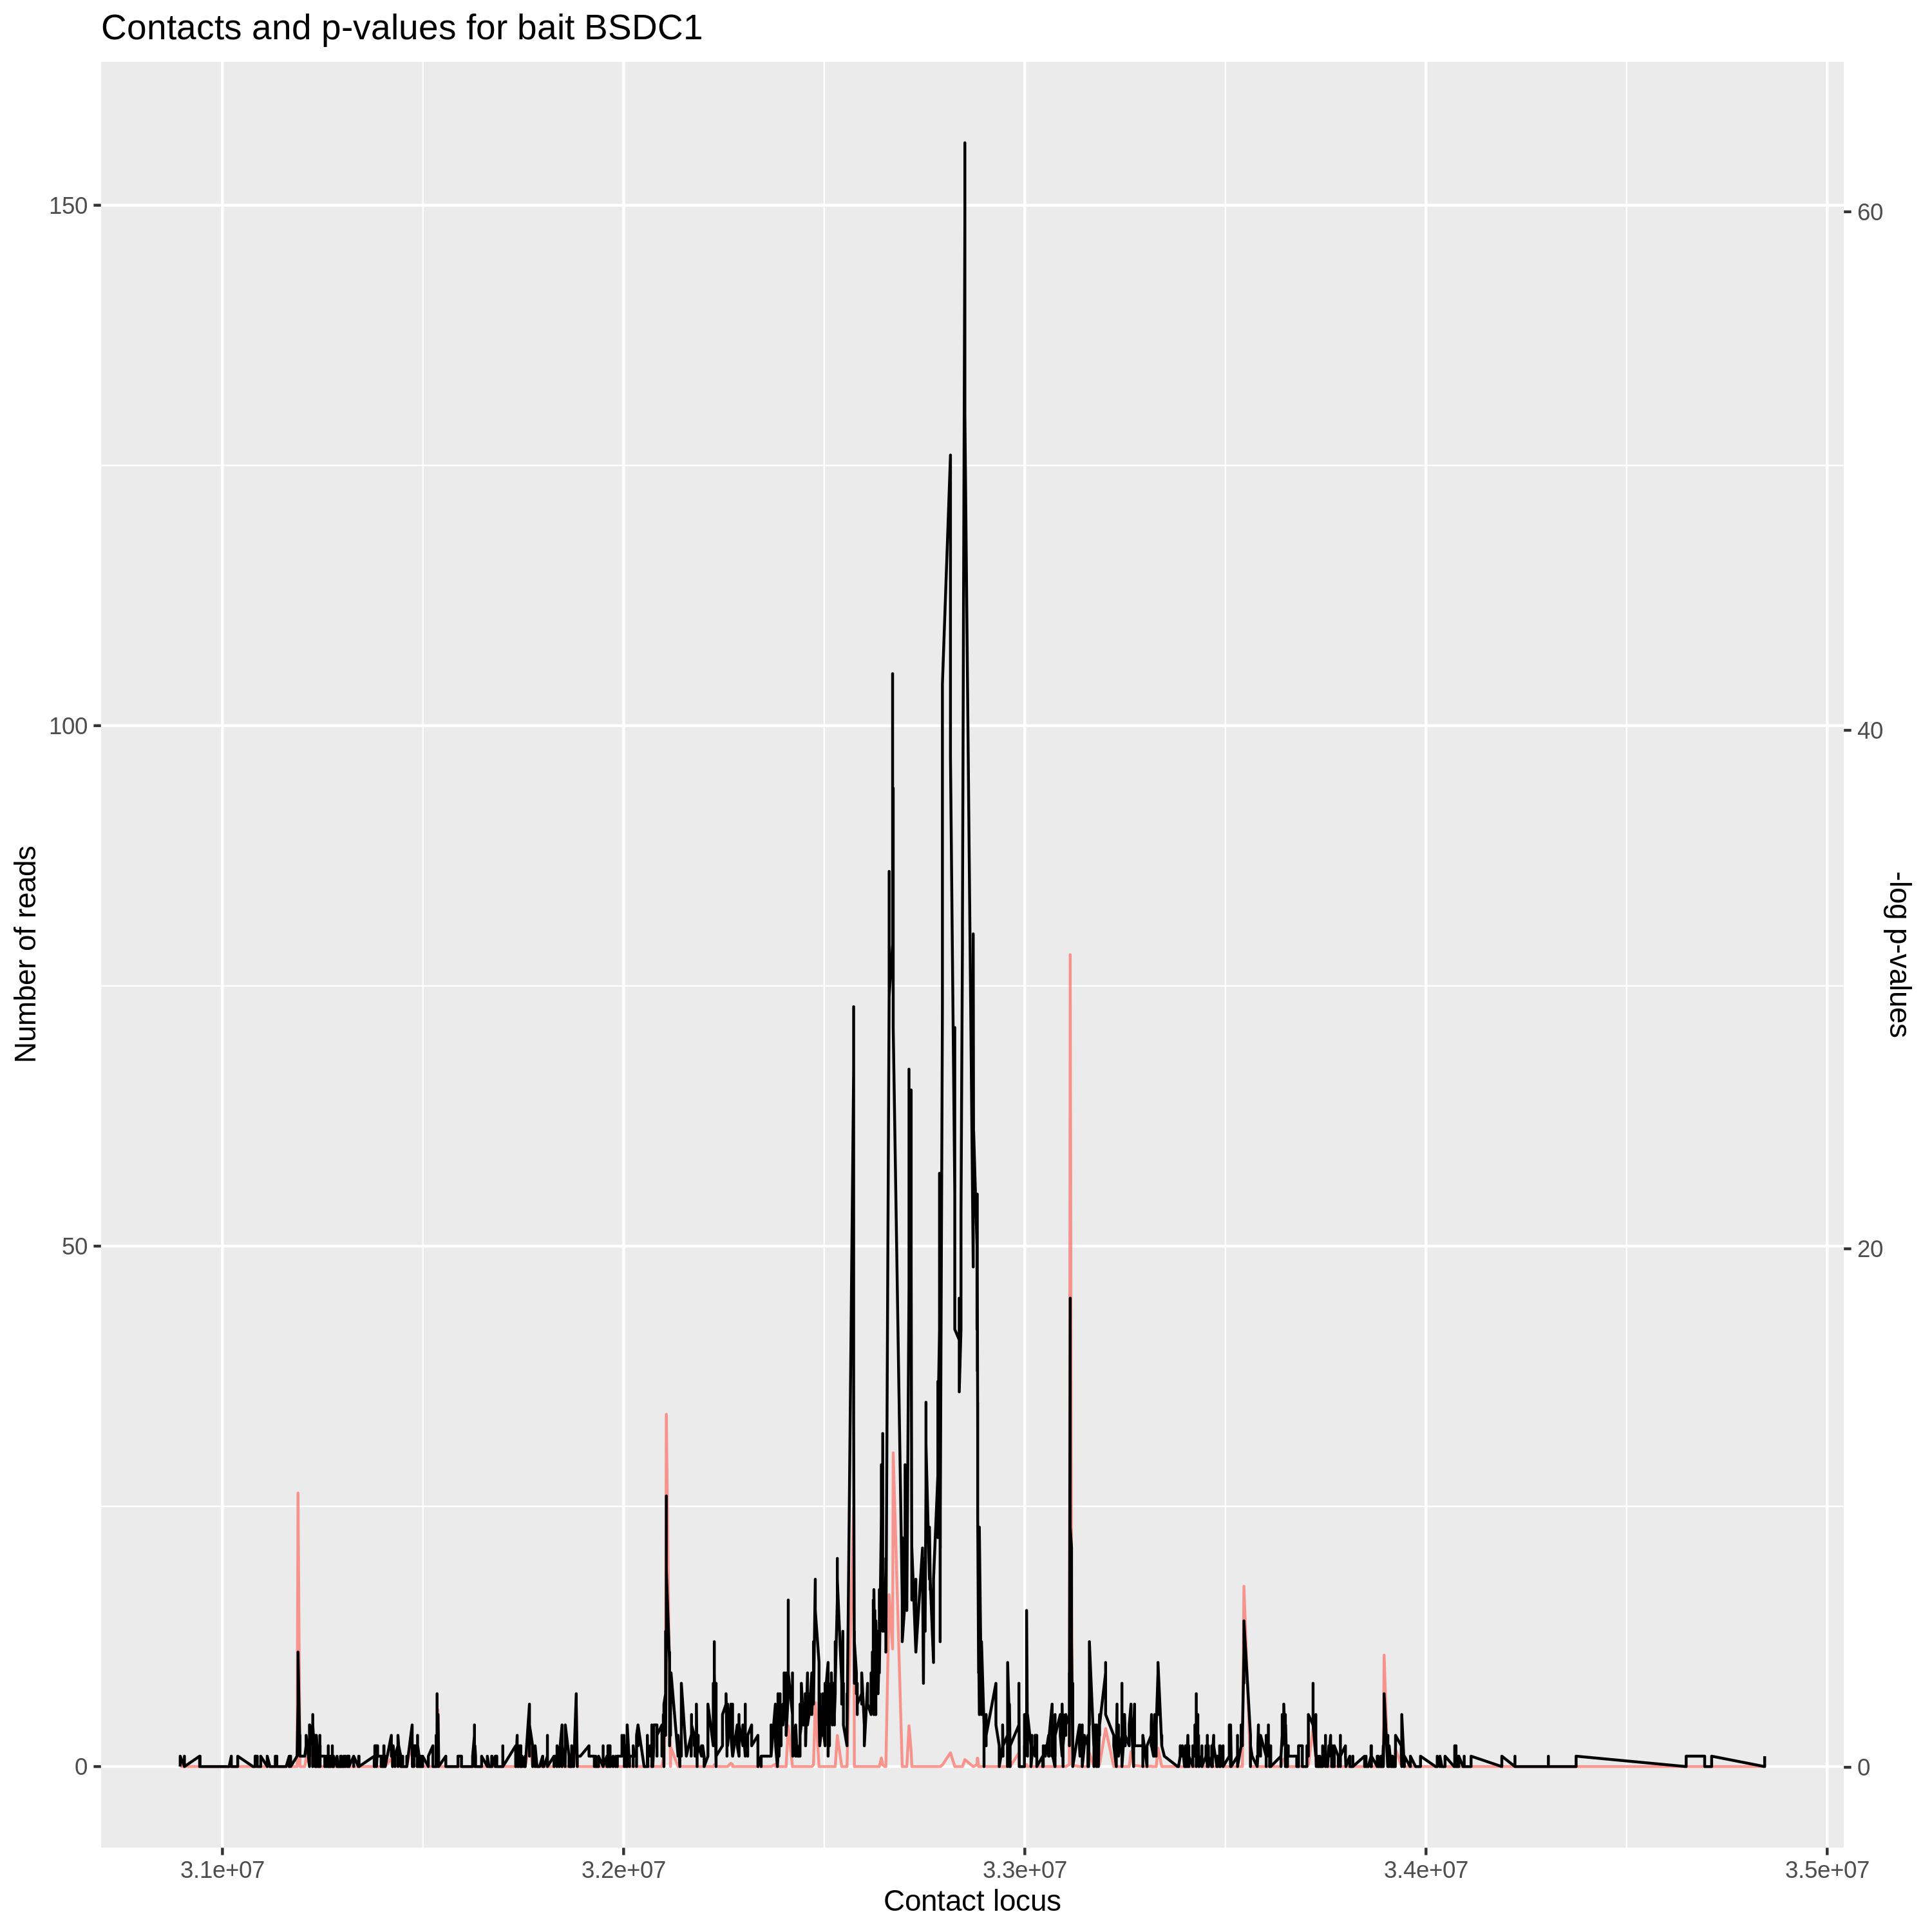 Contacts and p-values for bait BSDC1
150
100
50
0
60
40
20
0
Number of reads
-log p-values
3.1e+07 3.2e+07 3.3e+07 3.4e+07 3.5e+07
Contact locus